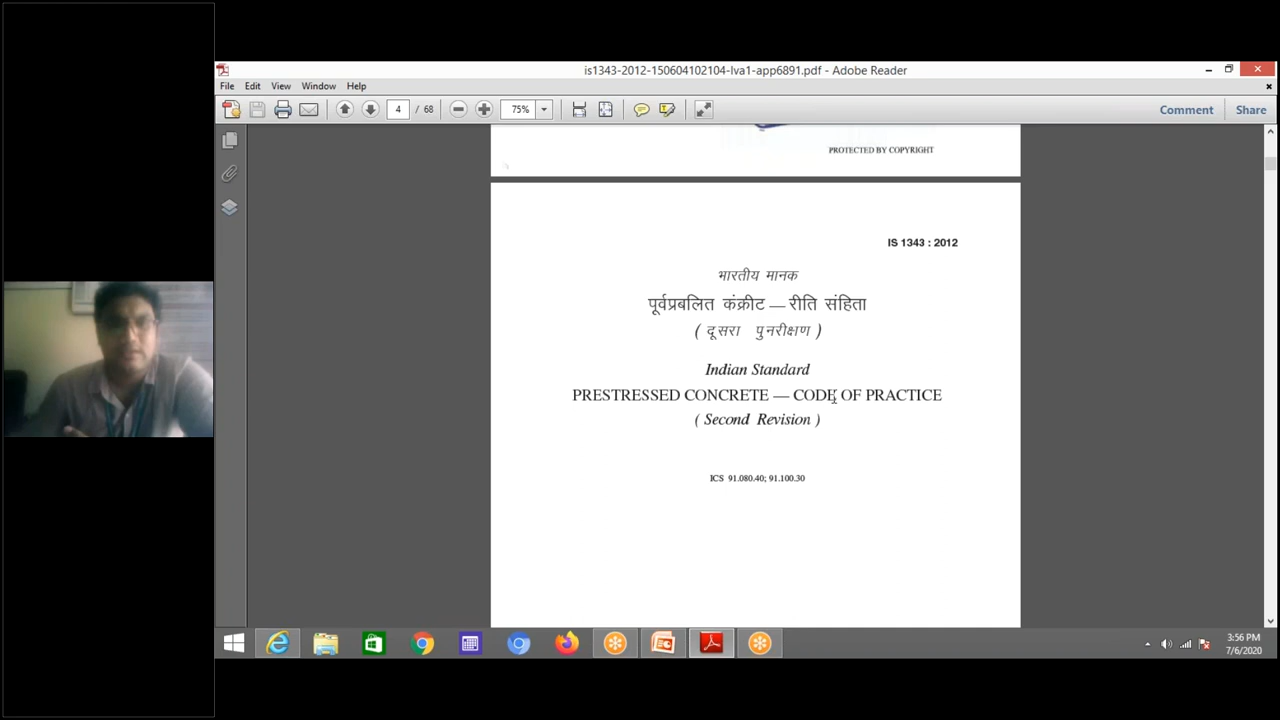 is1343-2012-150604102104-lva1-app6891.pdf - Adobe Reader
File Edit View Window Help
4 / 68 75% Comment Share
PROTECTED BY COPYRIGHT
IS 1343 : 2012
भारतीय मानक
पूर्वप्रबलित कंक्रीट — रीति संहिता
( दूसरा पुनरीक्षण )
Indian Standard
PRESTRESSED CONCRETE — CODE OF PRACTICE
( Second Revision )
ICS 91.080.40; 91.100.30
3:56 PM
7/6/2020